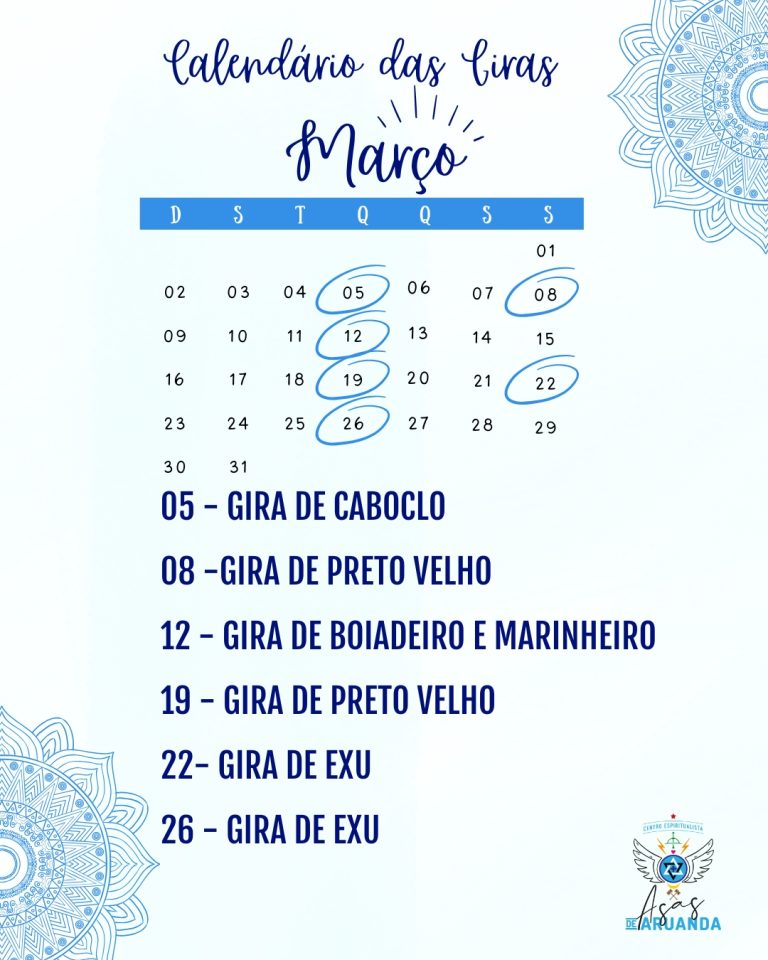 Calendário das Giras
Março
D S T Q Q S S
01
02 03 04 05 06 07 08
09 10 11 12 13 14 15
16 17 18 19 20 21 22
23 24 25 26 27 28 29
30 31
05 - GIRA DE CABOCLO
08 -GIRA DE PRETO VELHO
12 - GIRA DE BOIADEIRO E MARINHEIRO
19 - GIRA DE PRETO VELHO
22- GIRA DE EXU
26 - GIRA DE EXU
CENTRO ESPIRITUALISTA
Asas
DE ARUANDA